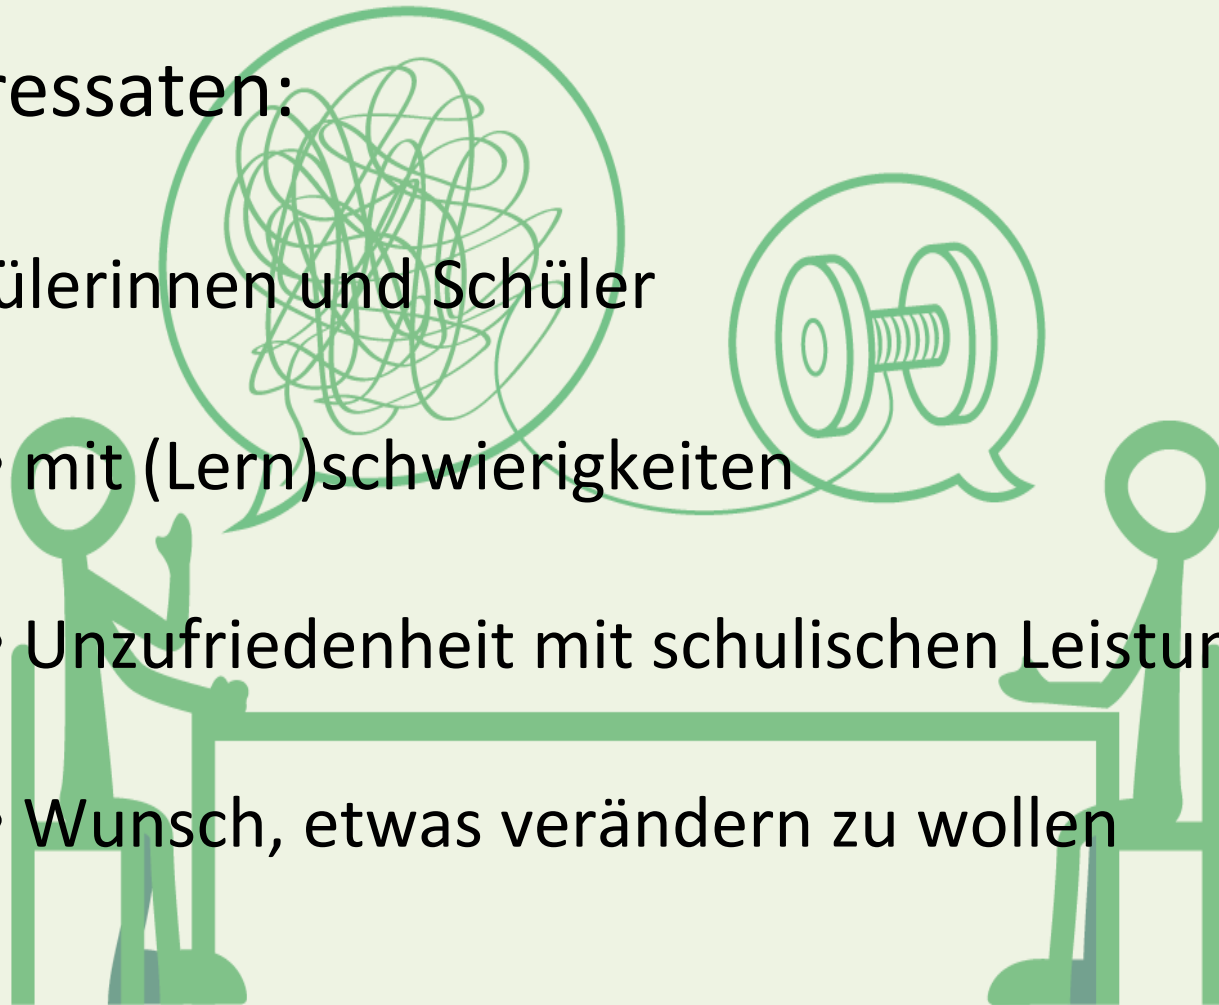 ressaten:
ülerinnen und Schüler
• mit (Lern)schwierigkeiten
• Unzufriedenheit mit schulischen Leistun
• Wunsch, etwas verändern zu wollen